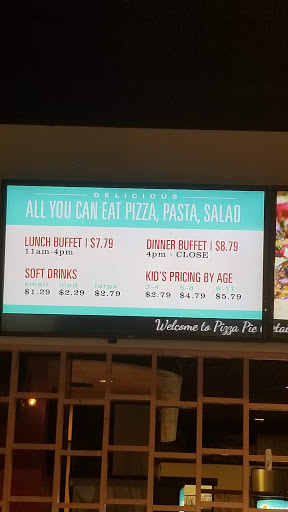 DELICIOUS
ALL YOU CAN EAT PIZZA, PASTA, SALAD
LUNCH BUFFET | $7.79
11am-4pm
DINNER BUFFET | $8.79
4pm - CLOSE
SOFT DRINKS
small med large
$1.29 $2.29 $2.79
KID'S PRICING BY AGE
3-4 5-8 9-11
$2.79 $4.79 $5.79
Welcome to Pizza Pie